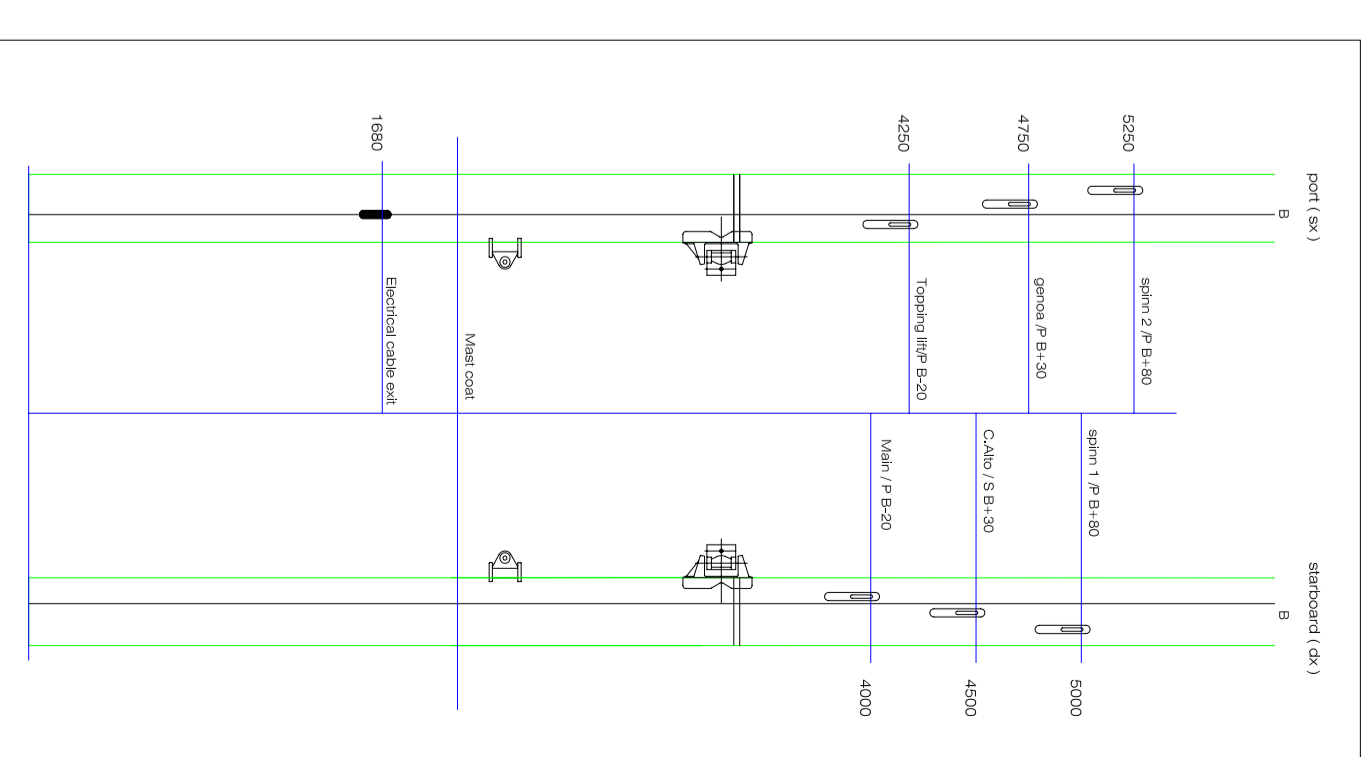 port ( sx )
B
5250
4750
4250
1680
spinn 2 /P B+80
genoa /P B+30
Topping lift/P B-20
Mast coat
Electrical cable exit
spinn 1 /P B+80
C.Alto / S B+30
Main / P B-20
starboard ( dx )
B
5000
4500
4000